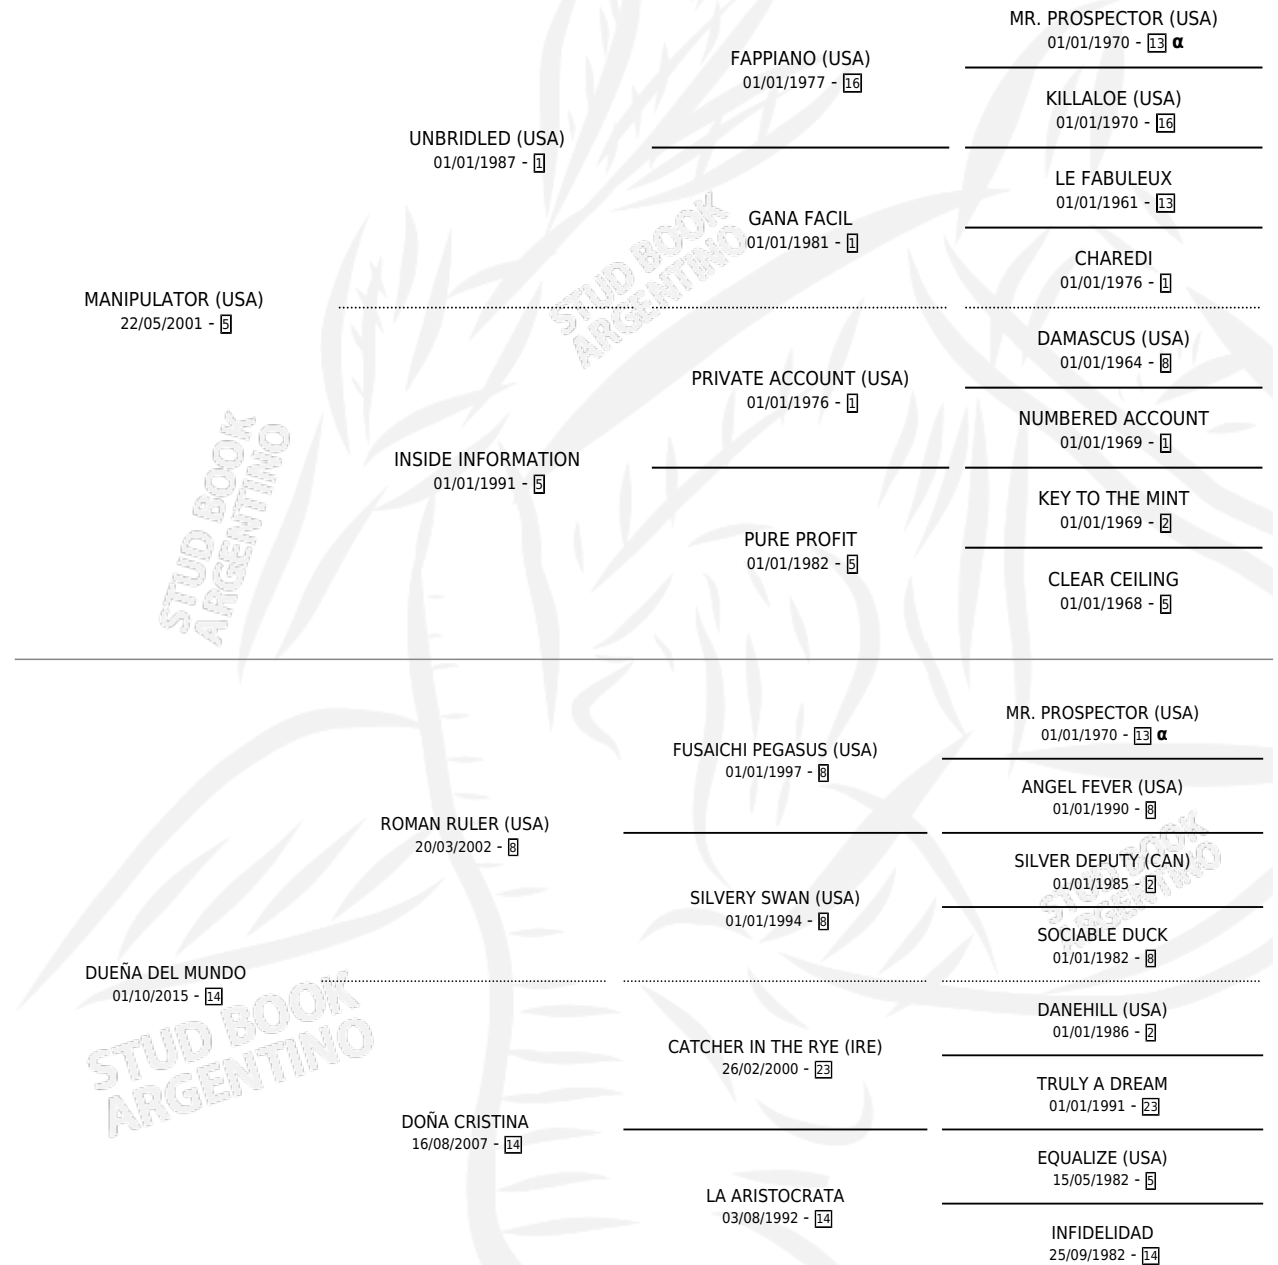 MR. PROSPECTOR (USA)
01/01/1970 - 13 α
FAPPIANO (USA)
01/01/1977 - 16
KILLALOE (USA)
01/01/1970 - 16
UNBRIDLED (USA)
01/01/1987 - 1
LE FABULEUX
01/01/1961 - 13
GANA FACIL
01/01/1981 - 1
CHAREDI
01/01/1976 - 1
MANIPULATOR (USA)
22/05/2001 - 5
DAMASCUS (USA)
01/01/1964 - 8
PRIVATE ACCOUNT (USA)
01/01/1976 - 1
NUMBERED ACCOUNT
01/01/1969 - 1
INSIDE INFORMATION
01/01/1991 - 5
KEY TO THE MINT
01/01/1969 - 2
PURE PROFIT
01/01/1982 - 5
CLEAR CEILING
01/01/1968 - 5
MR. PROSPECTOR (USA)
01/01/1970 - 13 α
FUSAICHI PEGASUS (USA)
01/01/1997 - 8
ANGEL FEVER (USA)
01/01/1990 - 8
ROMAN RULER (USA)
20/03/2002 - 8
SILVER DEPUTY (CAN)
01/01/1985 - 2
SILVERY SWAN (USA)
01/01/1994 - 8
SOCIABLE DUCK
01/01/1982 - 8
DUEÑA DEL MUNDO
01/10/2015 - 14
DANEHILL (USA)
01/01/1986 - 2
CATCHER IN THE RYE (IRE)
26/02/2000 - 23
TRULY A DREAM
01/01/1991 - 23
DOÑA CRISTINA
16/08/2007 - 14
EQUALIZE (USA)
15/05/1982 - 5
LA ARISTOCRATA
03/08/1992 - 14
INFIDELIDAD
25/09/1982 - 14
STUD BOOK
ARGENTINO
STUD BOOK
ARGENTINO
STUD BOOK
ARGENTINO
STUD BOOK
ARGENTINO